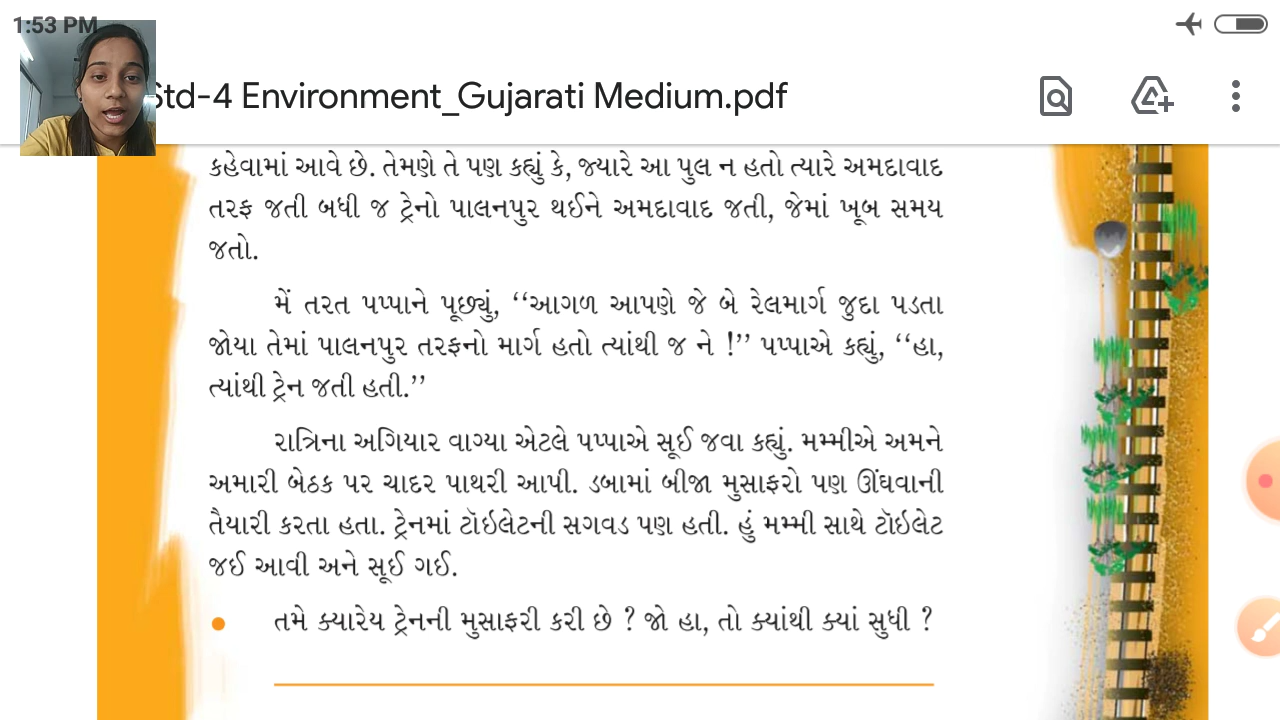 1:53 PM
Std-4 Environment_Gujarati Medium.pdf
કહેવામાં આવે છે. તેમણે તે પણ કહ્યું કે, જ્યારે આ પુલ ન હતો ત્યારે અમદાવાદ
તરફ જતી બધી જ ટ્રેનો પાલનપુર થઈને અમદાવાદ જતી, જેમાં ખૂબ સમય
જતો.
મેં તરત પપ્પાને પૂછ્યું, ‘‘આગળ આપણે જે બે રેલમાર્ગ જુદા પડતા
જોયા તેમાં પાલનપુર તરફનો માર્ગ હતો ત્યાંથી જ ને !’’ પપ્પાએ કહ્યું, ‘‘હા,
ત્યાંથી ટ્રેન જતી હતી.’’
રાત્રિના અગિયાર વાગ્યા એટલે પપ્પાએ સૂઈ જવા કહ્યું. મમ્મીએ અમને
અમારી બેઠક પર ચાદર પાથરી આપી. ડબામાં બીજા મુસાફરો પણ ઊંઘવાની
તૈયારી કરતા હતા. ટ્રેનમાં ટૉઇલેટની સગવડ પણ હતી. હું મમ્મી સાથે ટૉઇલેટ
જઈ આવી અને સૂઈ ગઈ.
● તમે ક્યારેય ટ્રેનની મુસાફરી કરી છે ? જો હા, તો ક્યાંથી ક્યાં સુધી ?